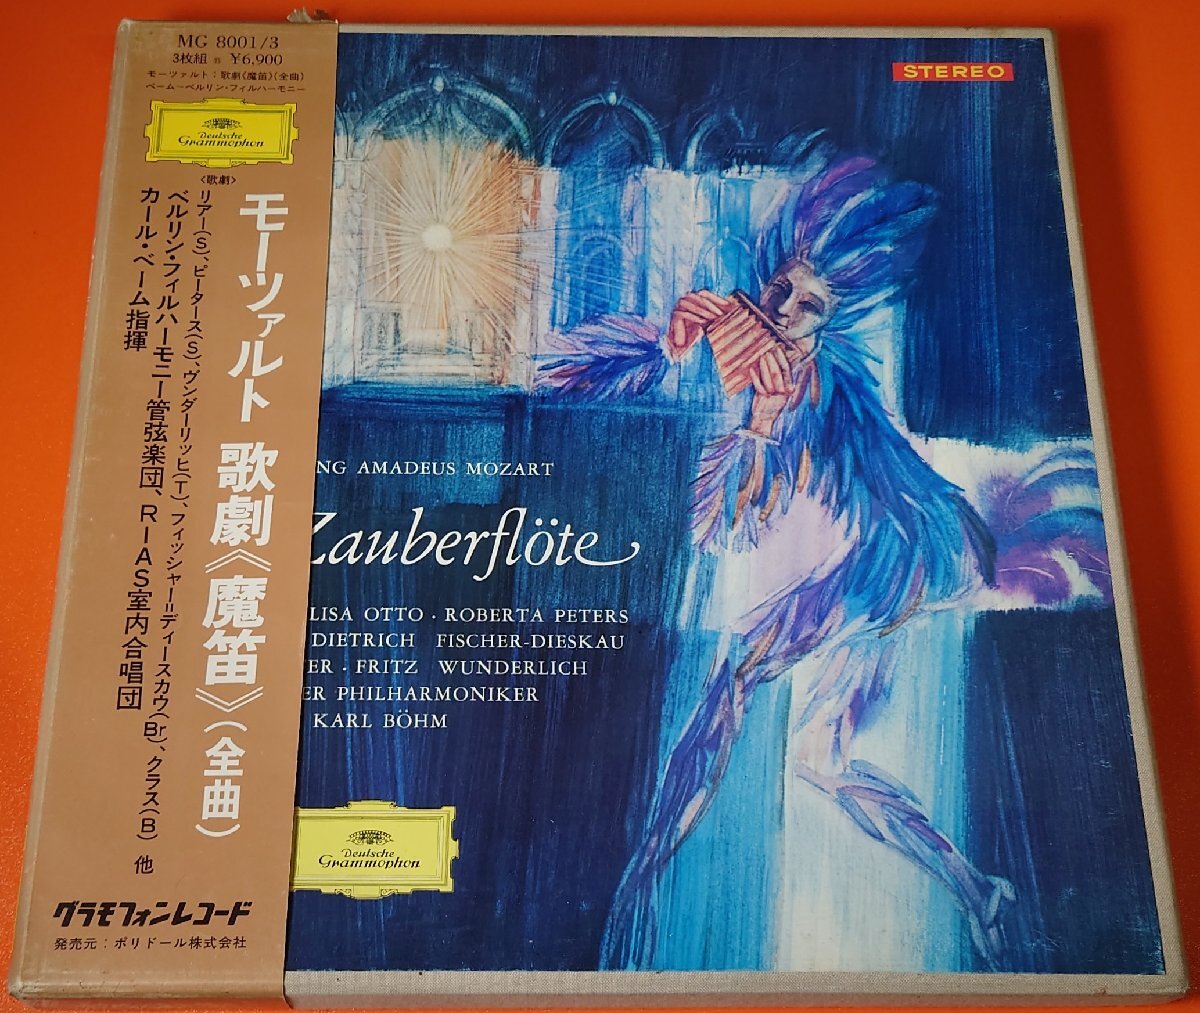 MG 8001/3
3枚組 ¥6,900
モーツァルト:歌劇《魔笛》(全曲)
ベーム=ベルリン・フィルハーモニー
Deutsche
Grammophon
〈歌劇〉
モーツァルト 歌劇《魔笛》(全曲)
リアー(S)、ピータース(S)、ヴンダーリッヒ(T)、フィッシャー=ディースカウ(Br)、クラス(B) 他
ベルリン・フィルハーモニー管弦楽団、RIAS室内合唱団
カール・ベーム指揮
グラモフォンレコード
発売元:ポリドール株式会社
STEREO
NG AMADEUS MOZART
Zauberflöte
LISA OTTO · ROBERTA PETERS
DIETRICH FISCHER-DIESKAU
ER · FRITZ WUNDERLICH
ER PHILHARMONIKER
KARL BÖHM
Deutsche
Grammophon